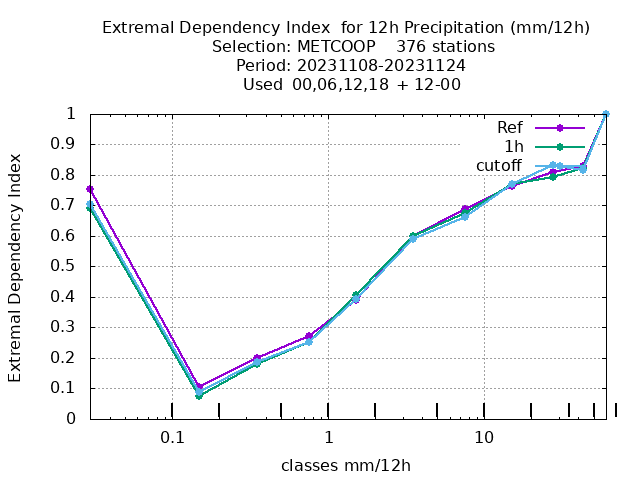 Extremal Dependency Index  for 12h Precipitation (mm/12h)
Selection: METCOOP    376 stations
Period: 20231108-20231124
Used  00,06,12,18  + 12-00
Ref
1h
cutoff
Extremal Dependency Index
1
0.9
0.8
0.7
0.6
0.5
0.4
0.3
0.2
0.1
0
0.1
1
10
classes mm/12h